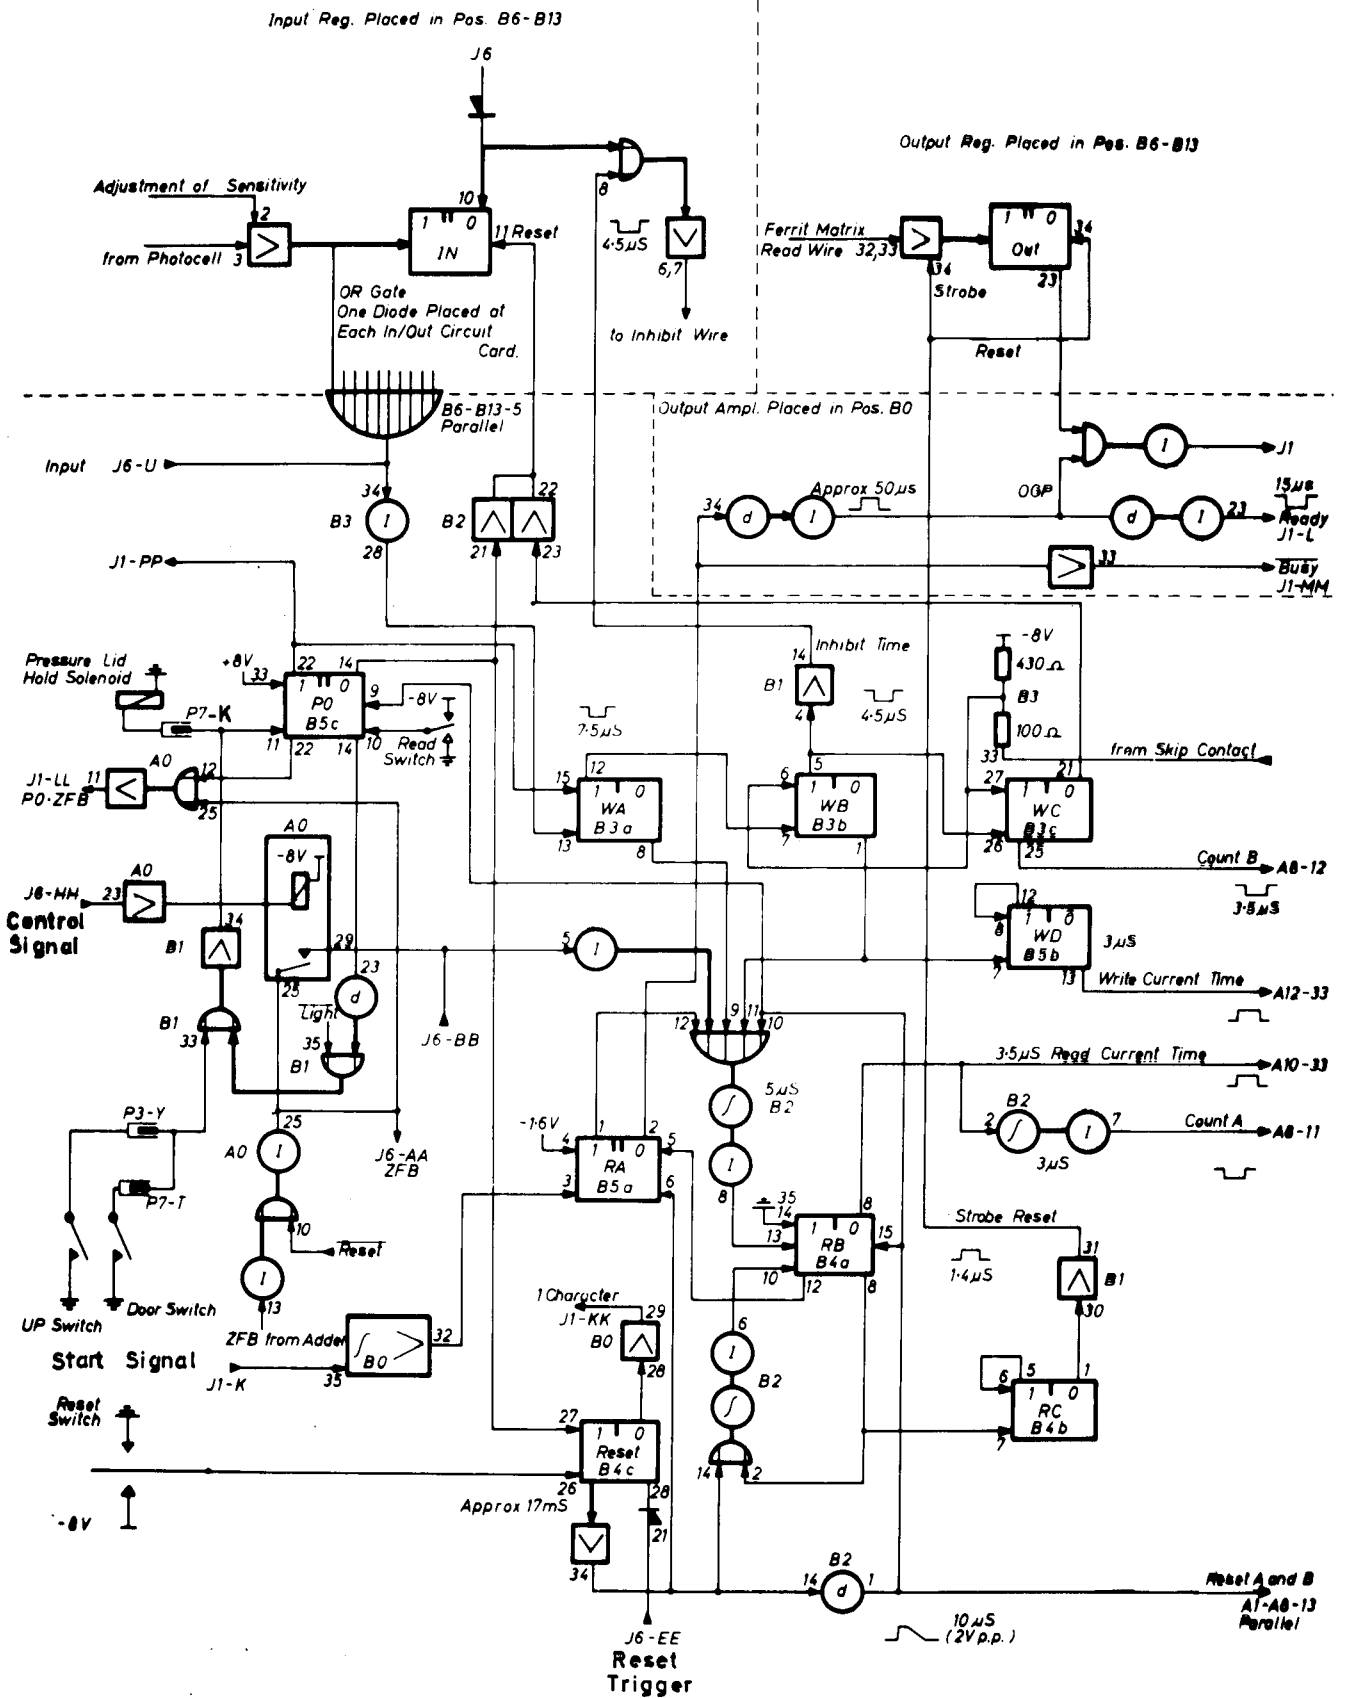 Input Reg. Placed in Pos. B6-B13
J6
Output Reg. Placed in Pos. B6-B13
Adjustment of Sensitivity
2
10
8
1 0
IN
11 Reset
from Photocell 3
4.5µS
6,7
to Inhibit Wire
Ferrit Matrix
Read Wire 32,33
34
Strobe
1 0
Out
34
23
Reset
OR Gate
One Diode Placed at
Each In/Out Circuit
Card.
B6-B13-5
Parallel
Output Ampl. Placed in Pos. B0
Input J6-U
34
B3
I
28
B2
22
21
23
34
d
I
Approx 50µs
OGP
I
J1
d
I
23
15µs
Ready
J1-L
33
Busy
J1-MM
J1-PP
Pressure Lid
Hold Solenoid
+8V
33
22
14
1 0
P0
B5c
9
10
11
22
14
P7-K
-8V
Read
Switch
7.5µS
14
Inhibit Time
B1
4
4.5µS
-8V
430Ω
B3
100Ω
33
from Skip Contact
J1-LL
P0·ZFB
11
A0
12
25
15
12
1 0
WA
B3a
13
8
6
5
1 0
WB
B3b
7
1
27
21
1 0
WC
B3c
26
25
Count B
A8-12
3.5µS
A0
-8V
29
25
J6-MM
23
A0
Control
Signal
B1
34
23
d
Light
35
B1
B1
33
5
I
J6-BB
8
12
1 0
WD
B5b
7
13
3µS
Write Current Time
A12-33
12
9
11
10
5µS
B2
∫
I
8
3.5µS Read Current Time
A10-33
B2
2
∫
I
7
3µS
Count A
A8-11
P3-Y
P7-T
25
A0
I
10
Reset
I
13
ZFB from Adder
J6-AA
ZFB
-1.6V
4
1
2
1 0
RA
B5a
5
3
6
35
14
8
1 0
RB
B4a
13
15
10
12
8
Strobe Reset
1.4µS
31
B1
30
UP Switch
Door Switch
Start Signal
J1-K
35
∫
B0
32
1 Character
J1-KK
29
B0
28
6
I
B2
∫
14
2
6
5
1
1 0
RC
B4b
7
Reset
Switch
-8V
27
1 0
Reset
B4c
26
28
21
Approx 17mS
34
J6-EE
Reset
Trigger
14
B2
d
1
10µS
(2V p.p.)
Reset A and B
A1-A8-13
Parallel